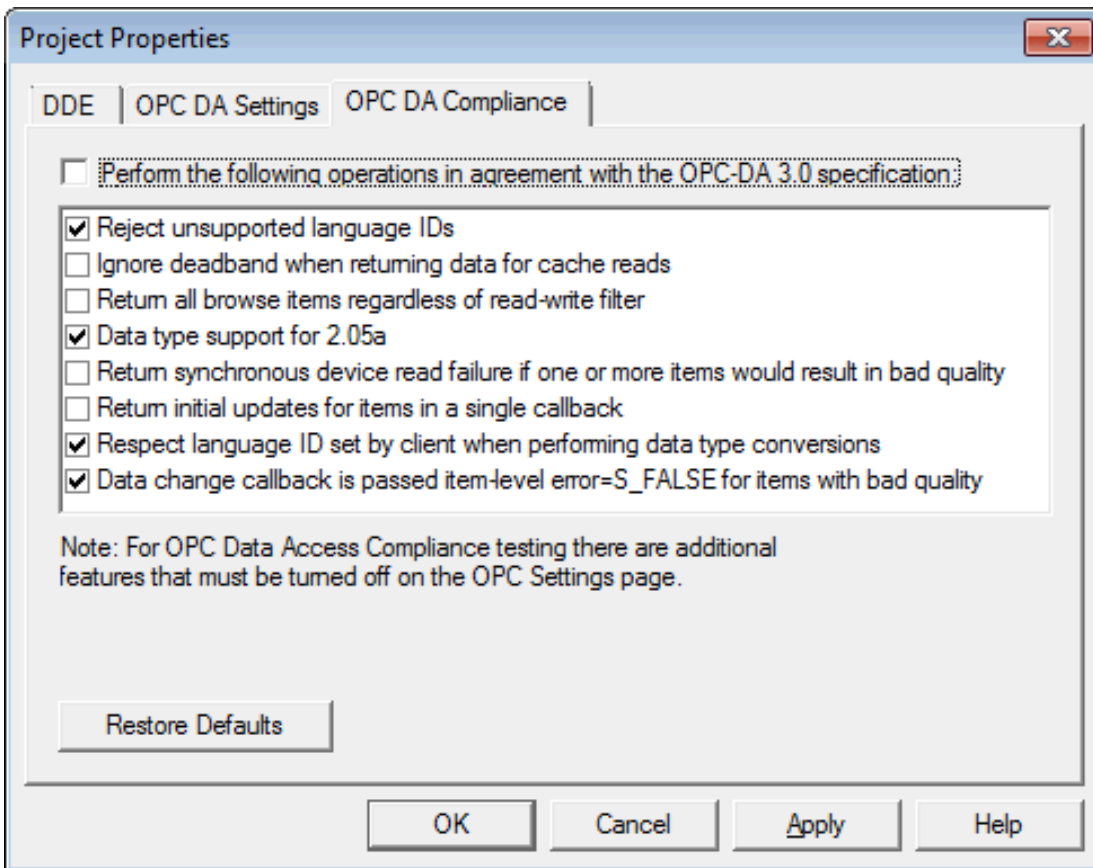 Project Properties
DDE
OPC DA Settings
OPC DA Compliance
Perform the following operations in agreement with the OPC-DA 3.0 specification:
Reject unsupported language IDs
Ignore deadband when returning data for cache reads
Return all browse items regardless of read-write filter
Data type support for 2.05a
Return synchronous device read failure if one or more items would result in bad quality
Return initial updates for items in a single callback
Respect language ID set by client when performing data type conversions
Data change callback is passed item-level error=S_FALSE for items with bad quality
Note: For OPC Data Access Compliance testing there are additional
features that must be turned off on the OPC Settings page.
Restore Defaults
OK
Cancel
Apply
Help